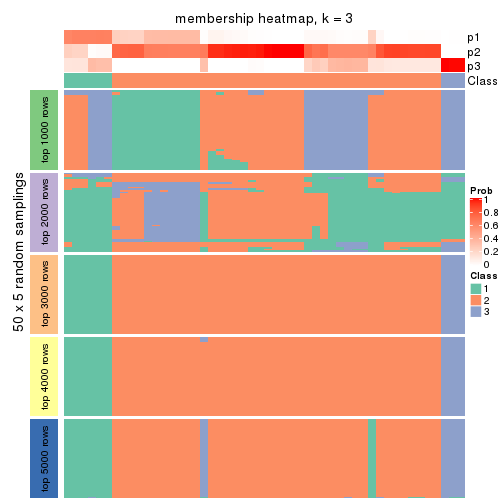 membership heatmap, k = 3
p1
p2
p3
Class
50 x 5 random samplings
top 1000 rows
top 2000 rows
top 3000 rows
top 4000 rows
top 5000 rows
Prob
1
0.8
0.6
0.4
0.2
0
Class
1
2
3